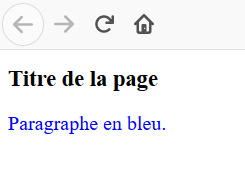 Titre de la page
Paragraphe en bleu.